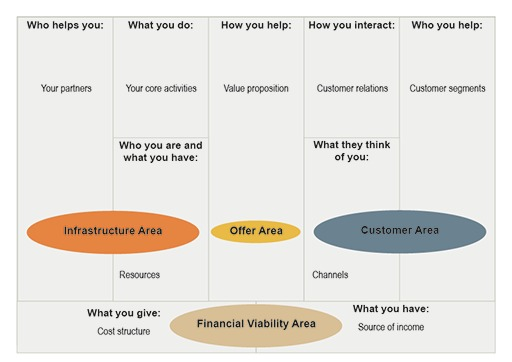 Who helps you:
What you do:
How you help:
How you interact:
Who you help:
Your partners
Your core activities
Value proposition
Customer relations
Customer segments
Who you are and
what you have:
What they think
of you:
Infrastructure Area
Offer Area
Customer Area
Resources
Channels
What you give:
Cost structure
Financial Viability Area
What you have:
Source of income